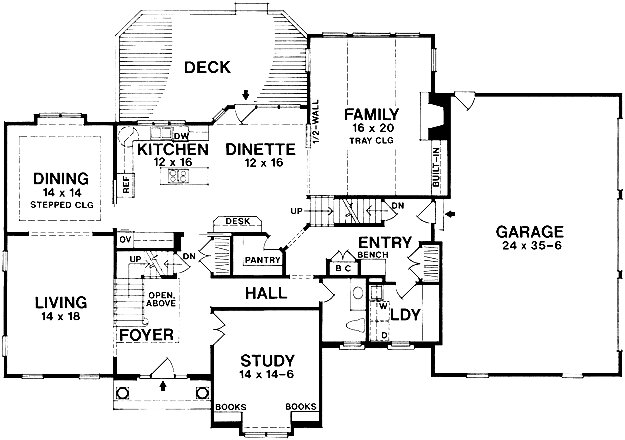 DECK
1/2-WALL
FAMILY
16 x 20
TRAY CLG
BUILT-IN
DW
KITCHEN
12 x 16
DINETTE
12 x 16
REF
DINING
14 x 14
STEPPED CLG
UP
DN
DESK
GARAGE
24 x 35-6
OV
PANTRY
ENTRY
BENCH
B C
UP
DN
LIVING
14 x 18
OPEN
ABOVE
HALL
W
LDY
D
FOYER
STUDY
14 x 14-6
BOOKS
BOOKS